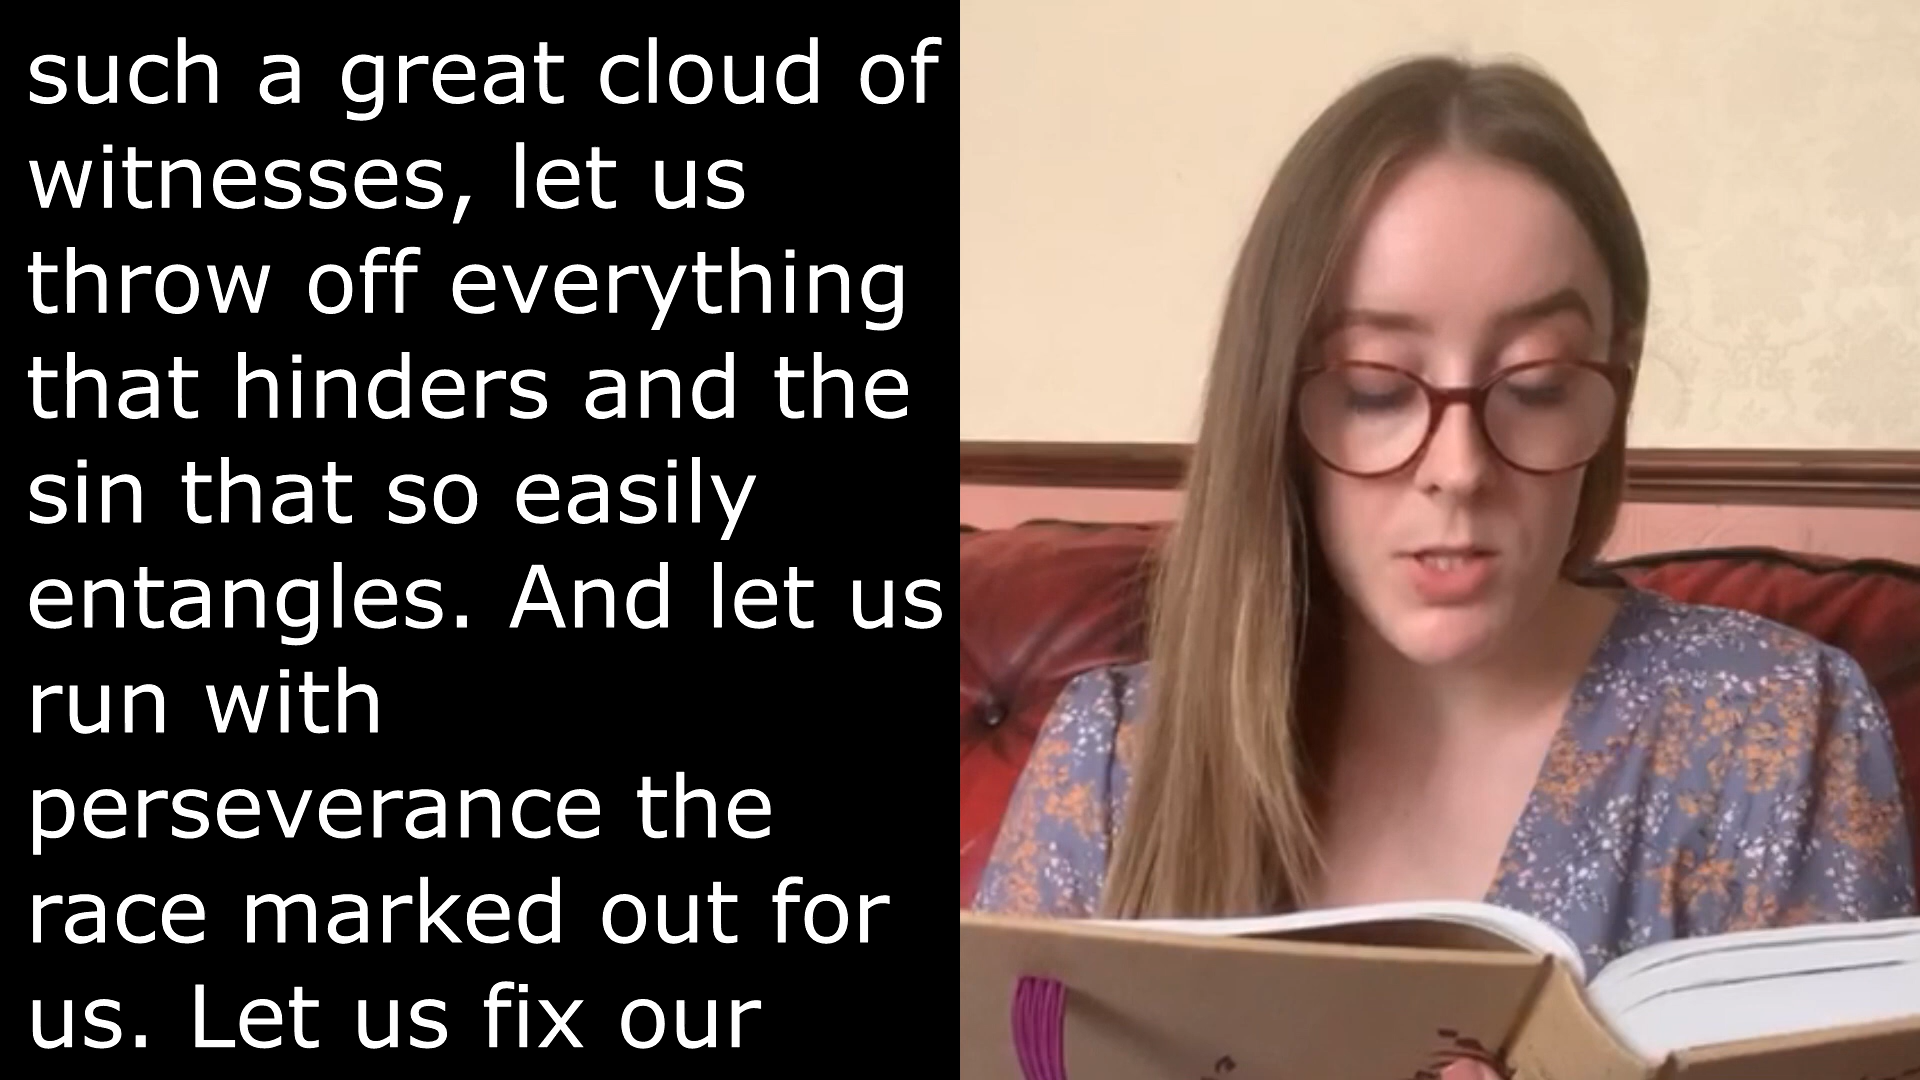 such a great cloud of
witnesses, let us
throw off everything
that hinders and the
sin that so easily
entangles. And let us
run with
perseverance the
race marked out for
us. Let us fix our